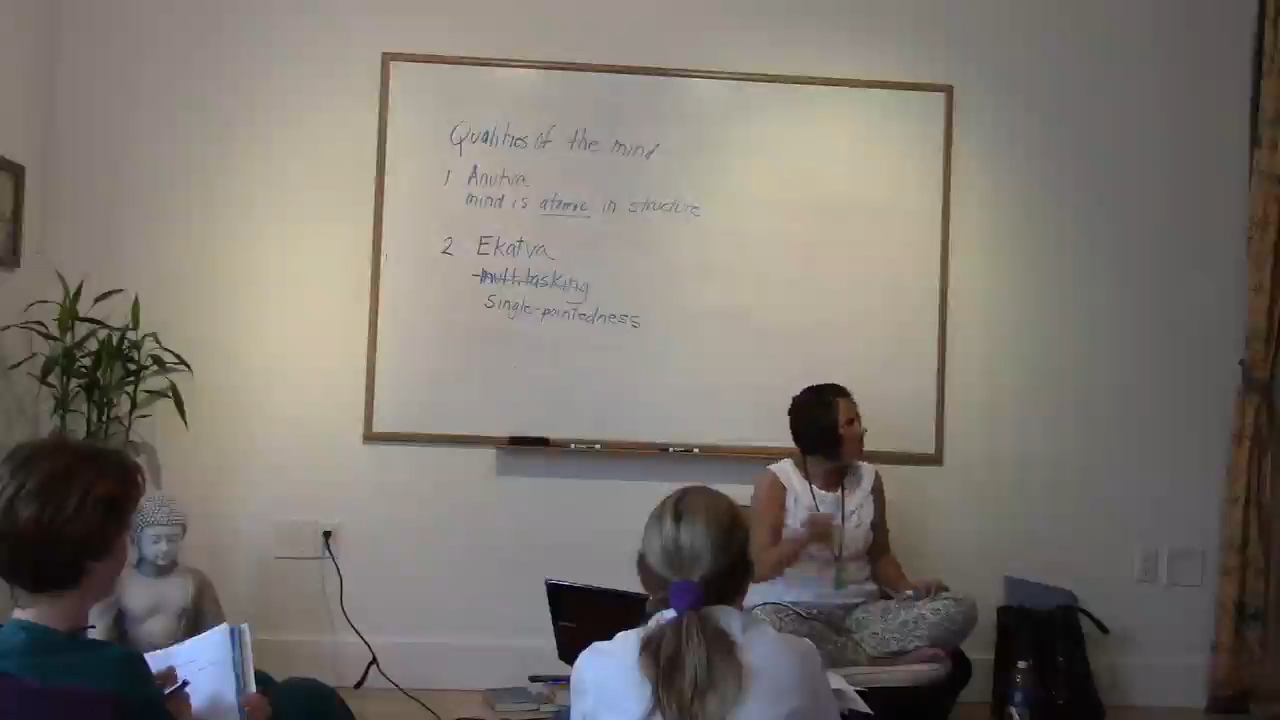 Qualities of the mind
1 Anutva
mind is atomic in structure
2 Ekatva
multitasking
Single-pointedness